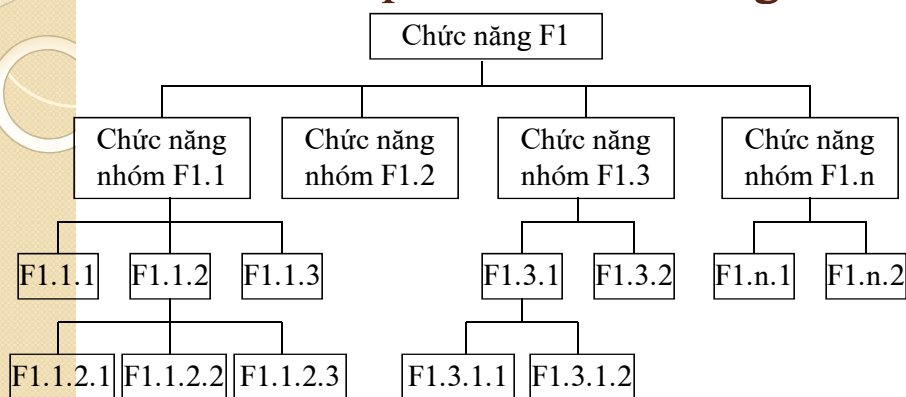 Chức năng F1
Chức năng
nhóm F1.1
Chức năng
nhóm F1.2
Chức năng
nhóm F1.3
Chức năng
nhóm F1.n
F1.1.1
F1.1.2
F1.1.3
F1.3.1
F1.3.2
F1.n.1
F1.n.2
F1.1.2.1
F1.1.2.2
F1.1.2.3
F1.3.1.1
F1.3.1.2